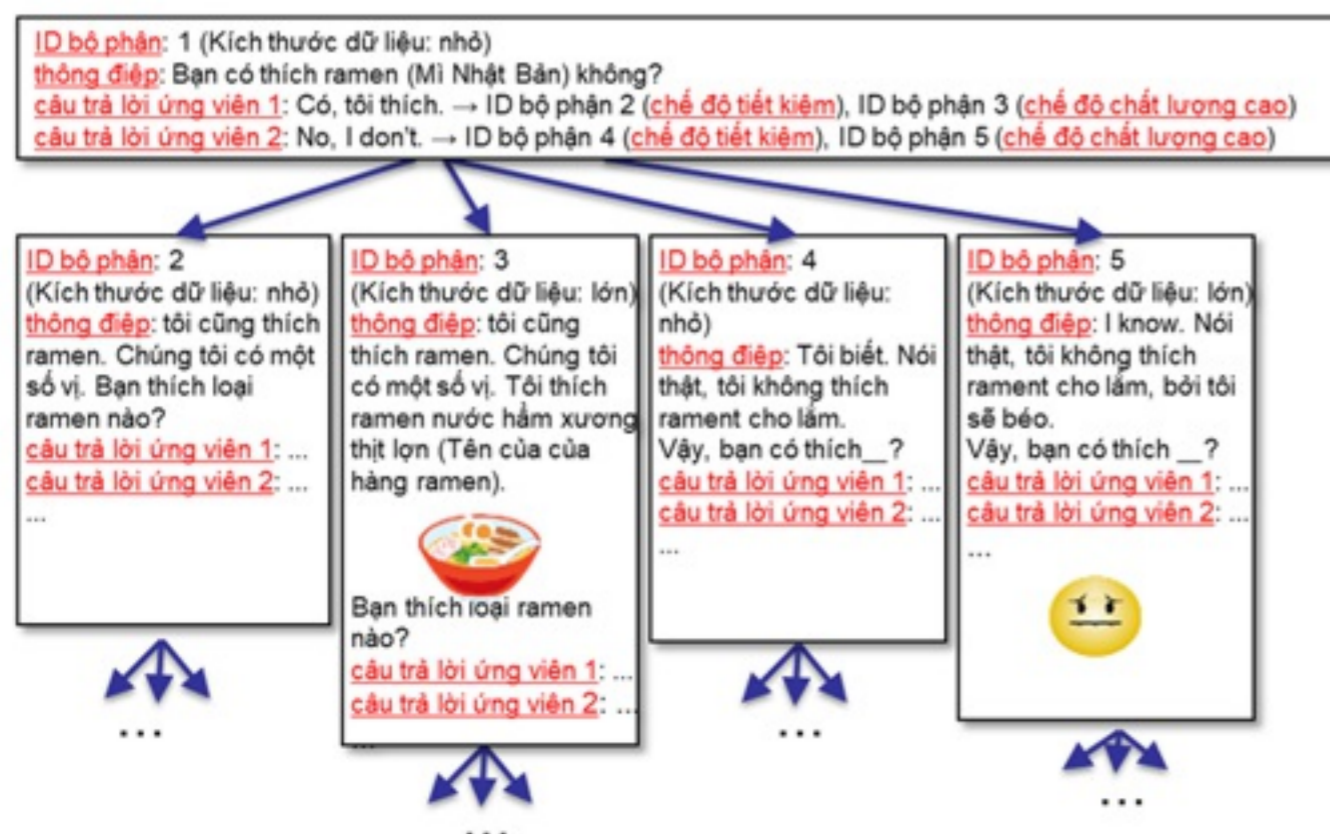 ID bộ phận: 1 (Kích thước dữ liệu: nhỏ)
thông điệp: Bạn có thích ramen (Mì Nhật Bản) không?
câu trả lời ứng viên 1: Có, tôi thích. → ID bộ phận 2 (chế độ tiết kiệm), ID bộ phận 3 (chế độ chất lượng cao)
câu trả lời ứng viên 2: No, I don't. → ID bộ phận 4 (chế độ tiết kiệm), ID bộ phận 5 (chế độ chất lượng cao)
ID bộ phận: 2
(Kích thước dữ liệu: nhỏ)
thông điệp: tôi cũng thích
ramen. Chúng tôi có một
số vị. Bạn thích loại
ramen nào?
câu trả lời ứng viên 1: ...
câu trả lời ứng viên 2: ...
...
...
ID bộ phận: 3
(Kích thước dữ liệu: lớn)
thông điệp: tôi cũng
thích ramen. Chúng tôi
có một số vị. Tôi thích
ramen nước hầm xương
thịt lợn (Tên của của
hàng ramen).
Bạn thích loại ramen
nào?
câu trả lời ứng viên 1: ...
câu trả lời ứng viên 2: ...
...
...
ID bộ phận: 4
(Kích thước dữ liệu:
nhỏ)
thông điệp: Tôi biết. Nói
thật, tôi không thích
rament cho lắm.
Vậy, bạn có thích__?
câu trả lời ứng viên 1: ...
câu trả lời ứng viên 2: ...
...
...
ID bộ phận: 5
(Kích thước dữ liệu: lớn)
thông điệp: I know. Nói
thật, tôi không thích
rament cho lắm, bởi tôi
sẽ béo.
Vậy, bạn có thích __?
câu trả lời ứng viên 1: ...
câu trả lời ứng viên 2: ...
...
...